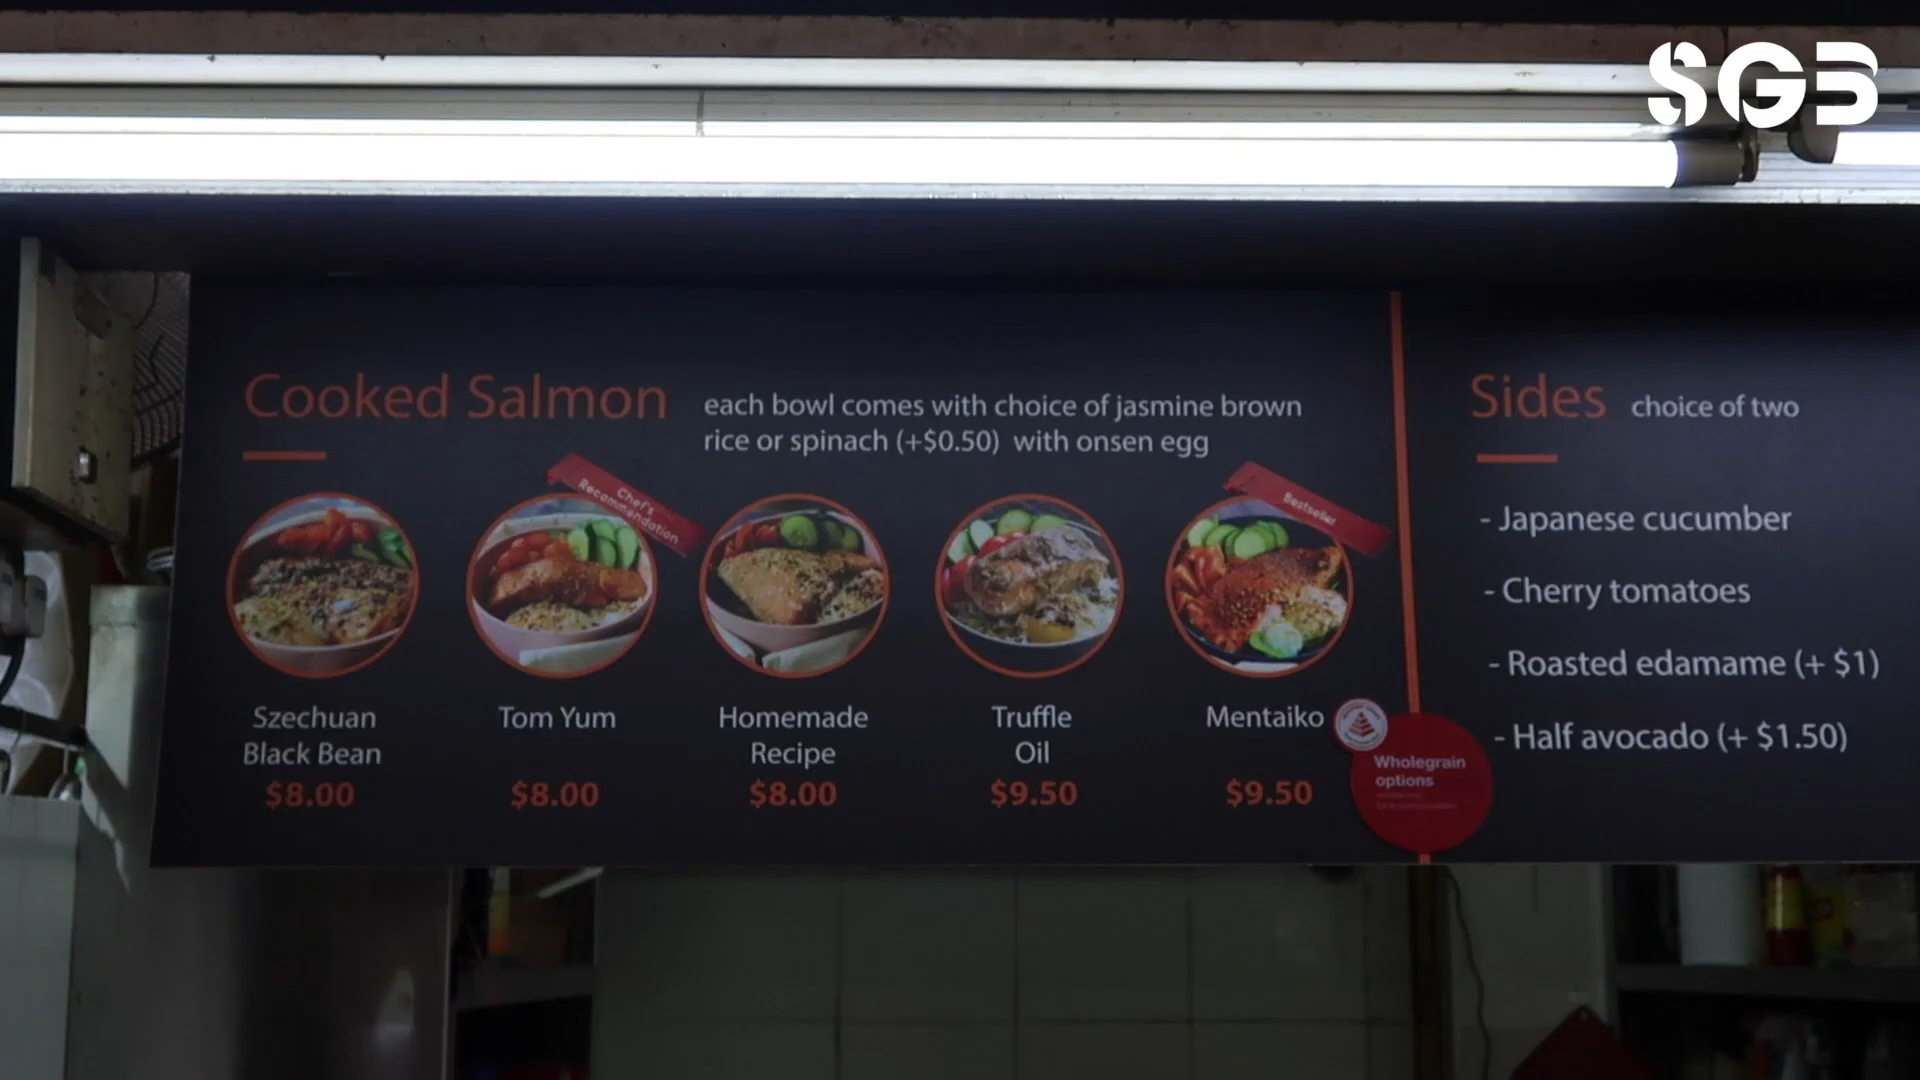 SGB
Cooked Salmon
each bowl comes with choice of jasmine brown
rice or spinach (+$0.50) with onsen egg
Chef's
Recommendation
Bestseller
Szechuan
Black Bean
$8.00
Tom Yum
$8.00
Homemade
Recipe
$8.00
Truffle
Oil
$9.50
Mentaiko
$9.50
Wholegrain
options
Sides choice of two
- Japanese cucumber
- Cherry tomatoes
- Roasted edamame (+ $1)
- Half avocado (+ $1.50)